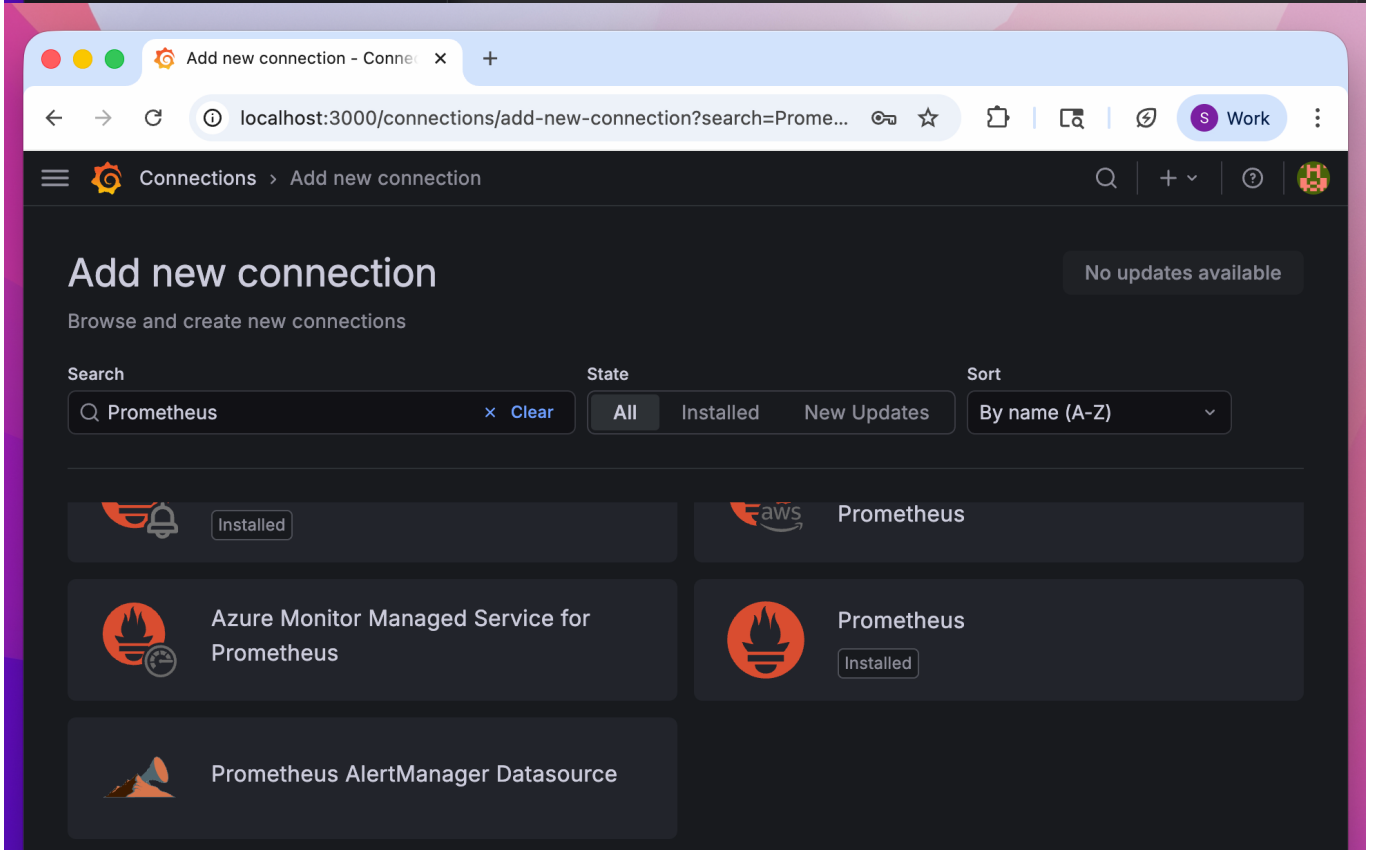 Add new connection - Conne
localhost:3000/connections/add-new-connection?search=Prome...
S Work
Connections › Add new connection
Add new connection
No updates available
Browse and create new connections
Search
State
Sort
Prometheus
Clear
All
Installed
New Updates
By name (A-Z)
Installed
aws
Prometheus
Azure Monitor Managed Service for
Prometheus
Prometheus
Installed
Prometheus AlertManager Datasource